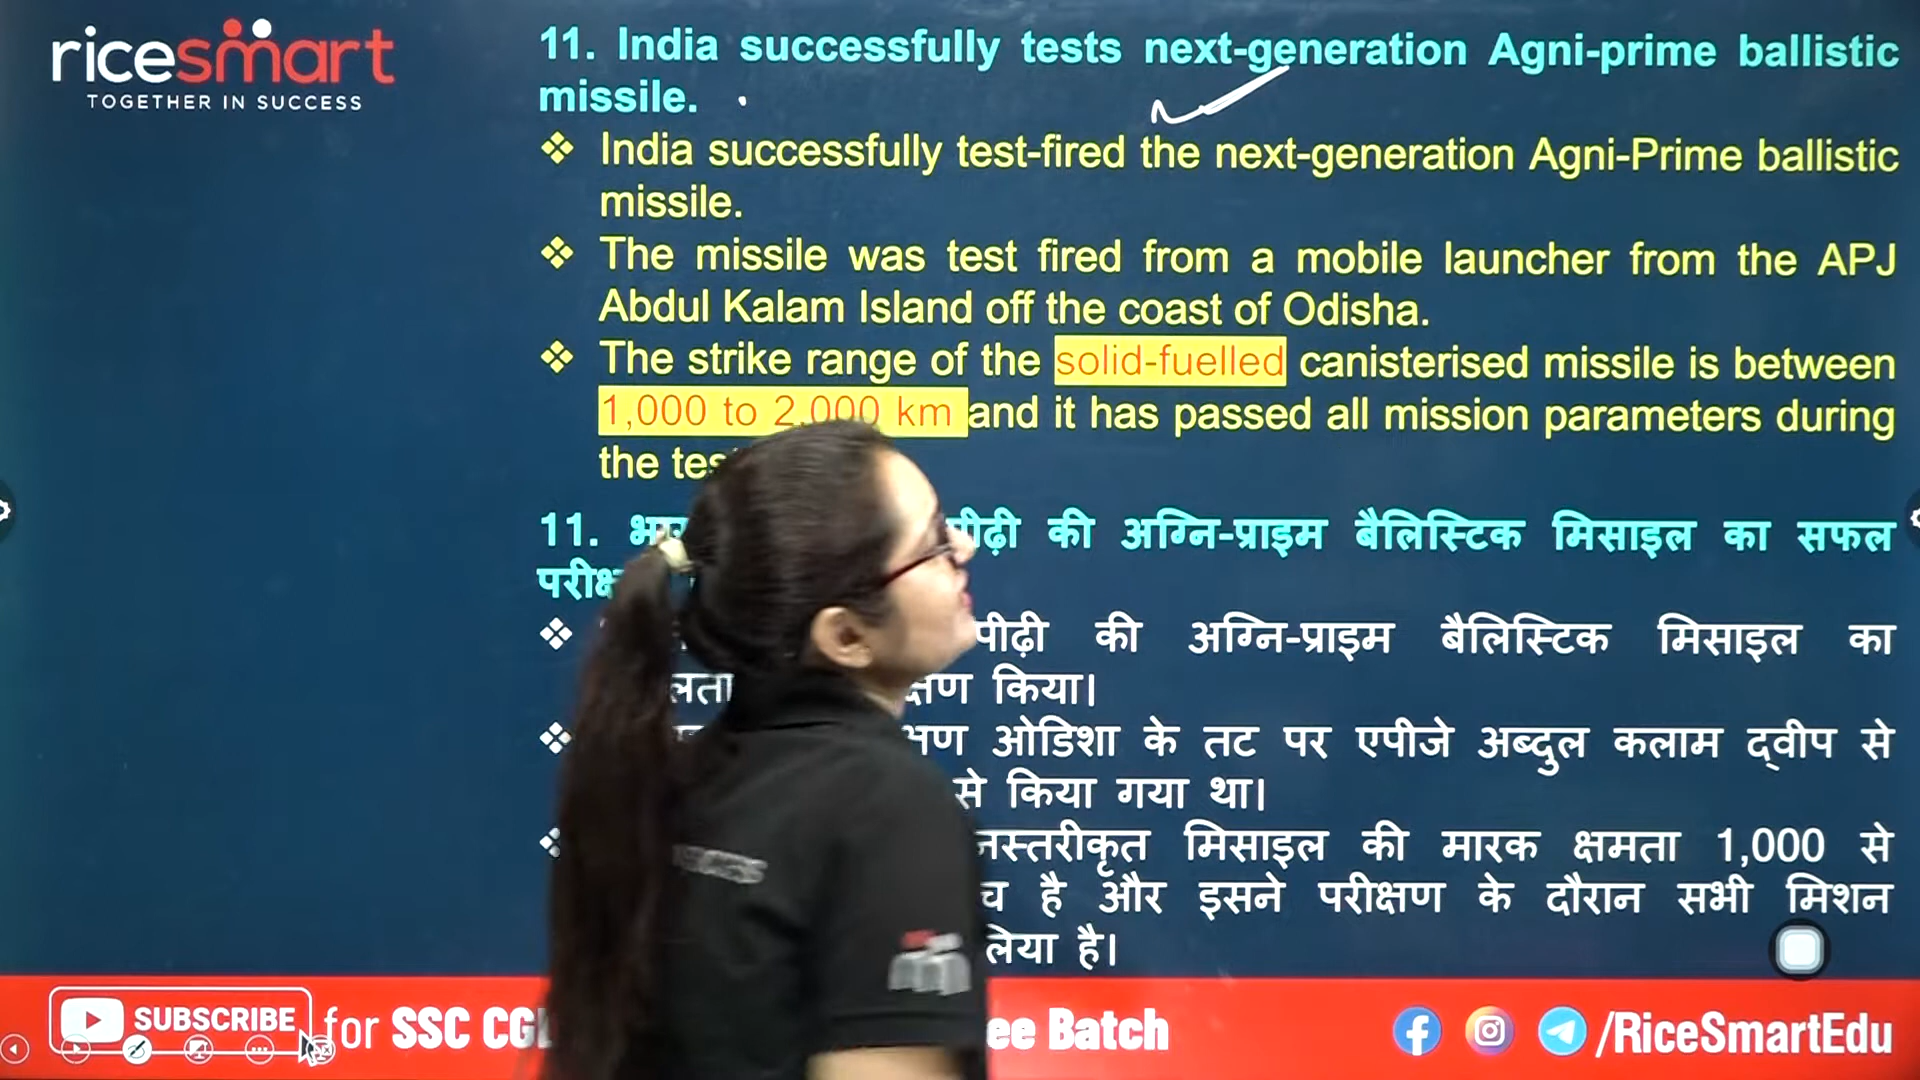 ricesmart
TOGETHER IN SUCCESS
11. India successfully tests next-generation Agni-prime ballistic
missile.
❖ India successfully test-fired the next-generation Agni-Prime ballistic
missile.
❖ The missile was test fired from a mobile launcher from the APJ
Abdul Kalam Island off the coast of Odisha.
❖ The strike range of the solid-fuelled canisterised missile is between
1,000 to 2,000 km and it has passed all mission parameters during
the
11. की अग्नि-प्राइम बैलिस्टिक मिसाइल का सफल
❖ पीढ़ी की अग्नि-प्राइम बैलिस्टिक मिसाइल का
किया।
❖ ओडिशा के तट पर एपीजे अब्दुल कलाम द्वीप से
से किया गया था।
❖ मिसाइल की मारक क्षमता 1,000 से
है और इसने परीक्षण के दौरान सभी मिशन
लिया है।
SUBSCRIBE for SSC Batch
/RiceSmartEdu